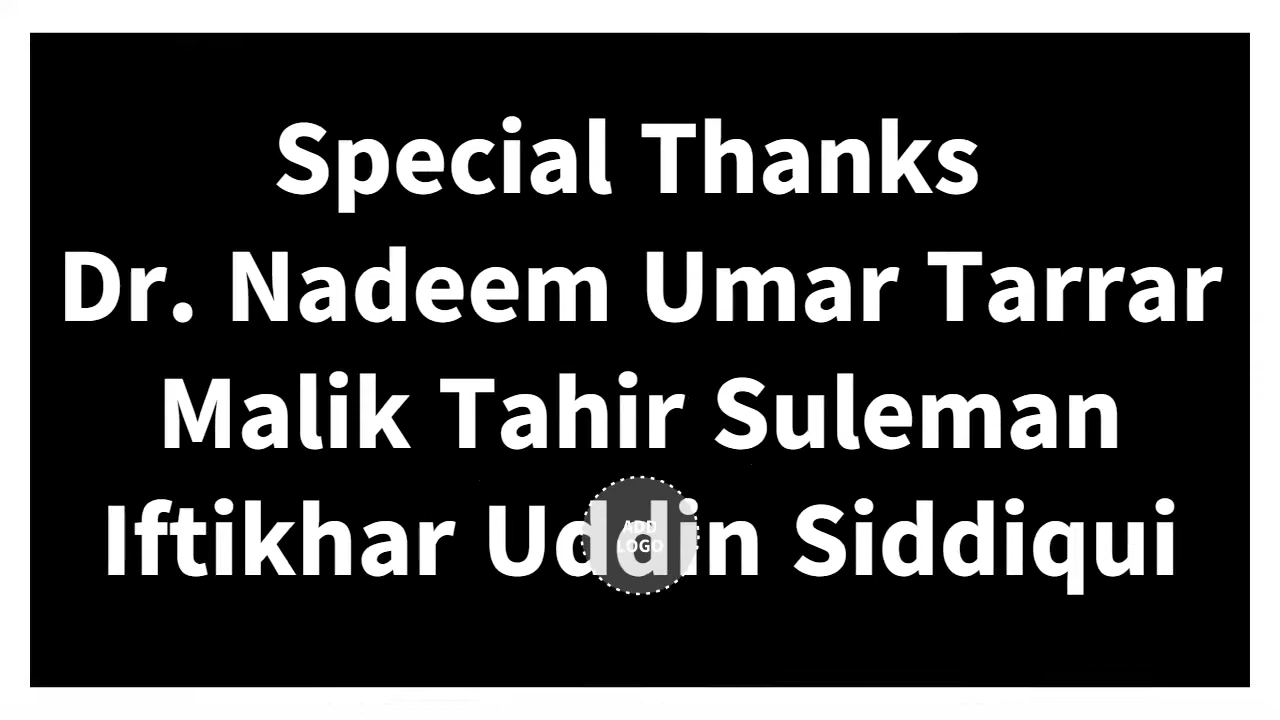 Special Thanks
Dr. Nadeem Umar Tarrar
Malik Tahir Suleman
Iftikhar Uddin Siddiqui
ADD
LOGO